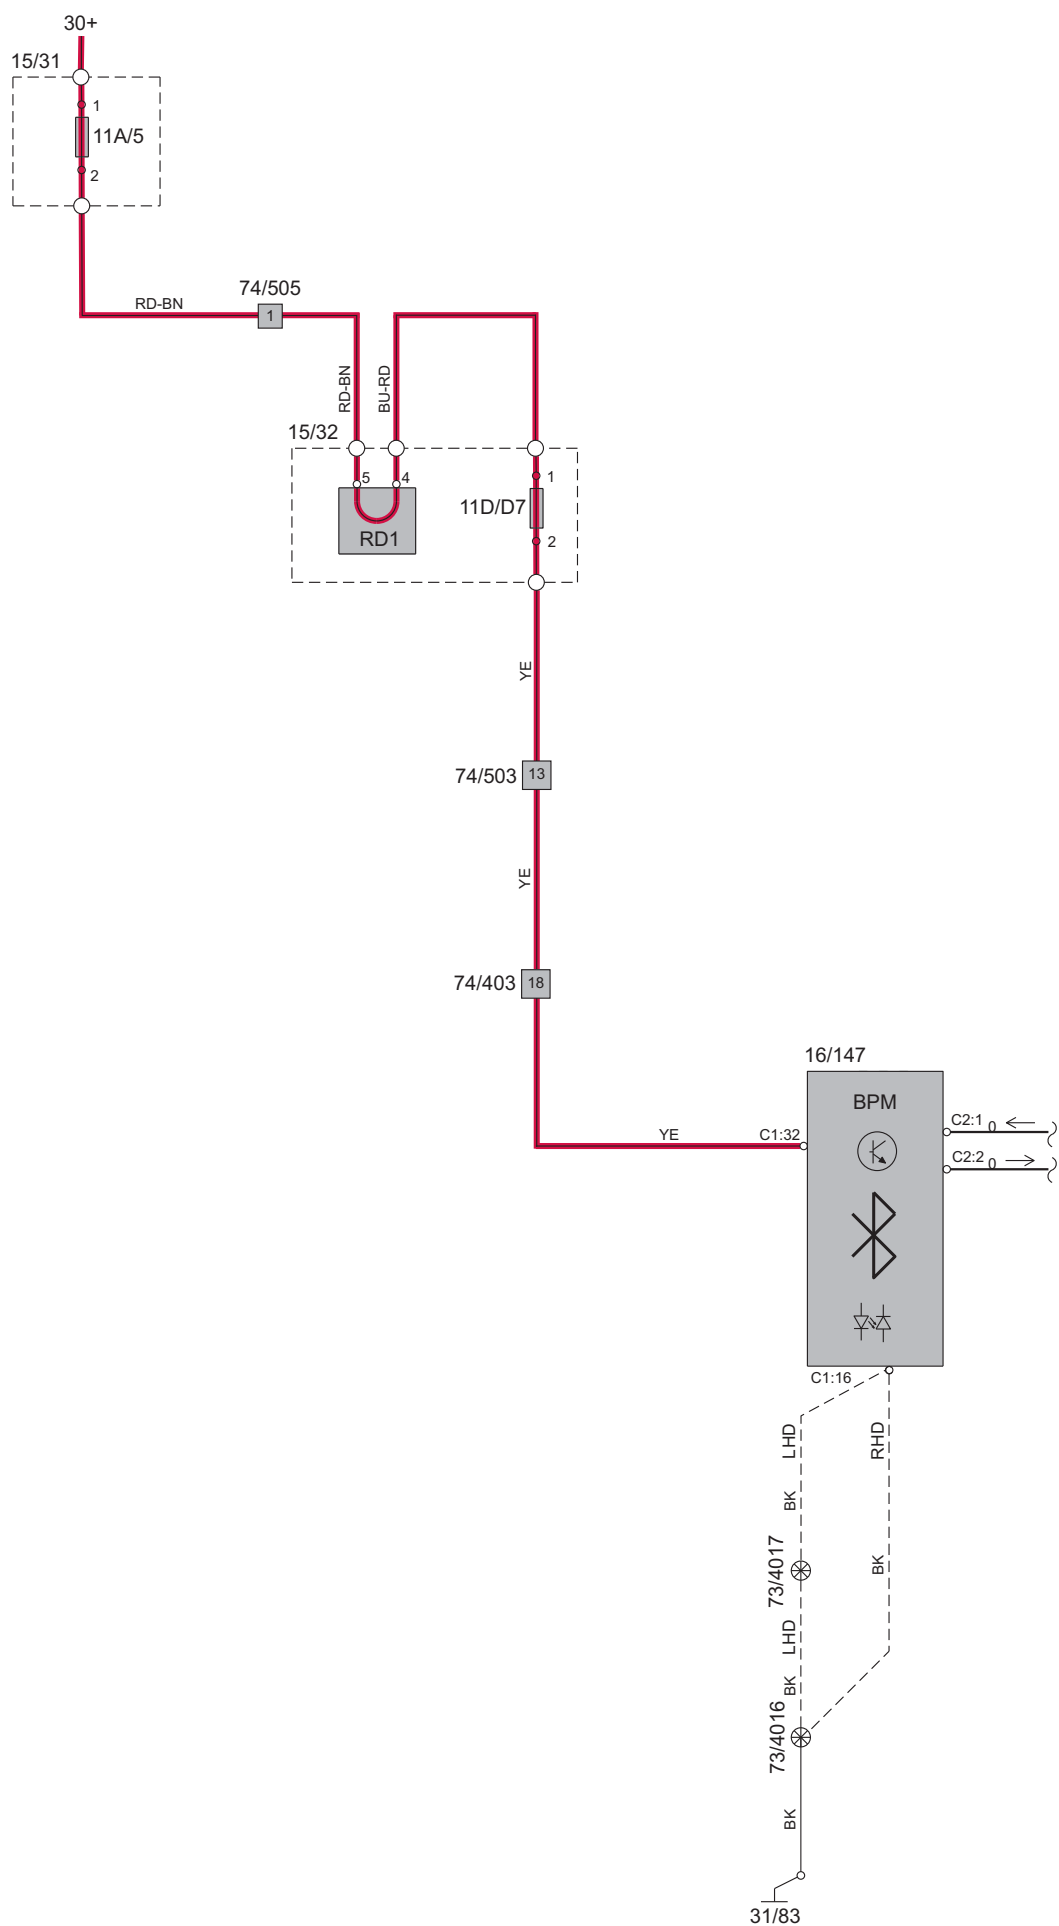 30+
15/31
1
11A/5
2
74/505
RD-BN
1
RD-BN
BU-RD
15/32
5
4
1
11D/D7
RD1
2
YE
74/503
13
YE
74/403
18
16/147
BPM
C2:1
0
YE
C1:32
C2:2
0
C1:16
LHD
RHD
BK
73/4017
BK
LHD
BK
73/4016
BK
31/83